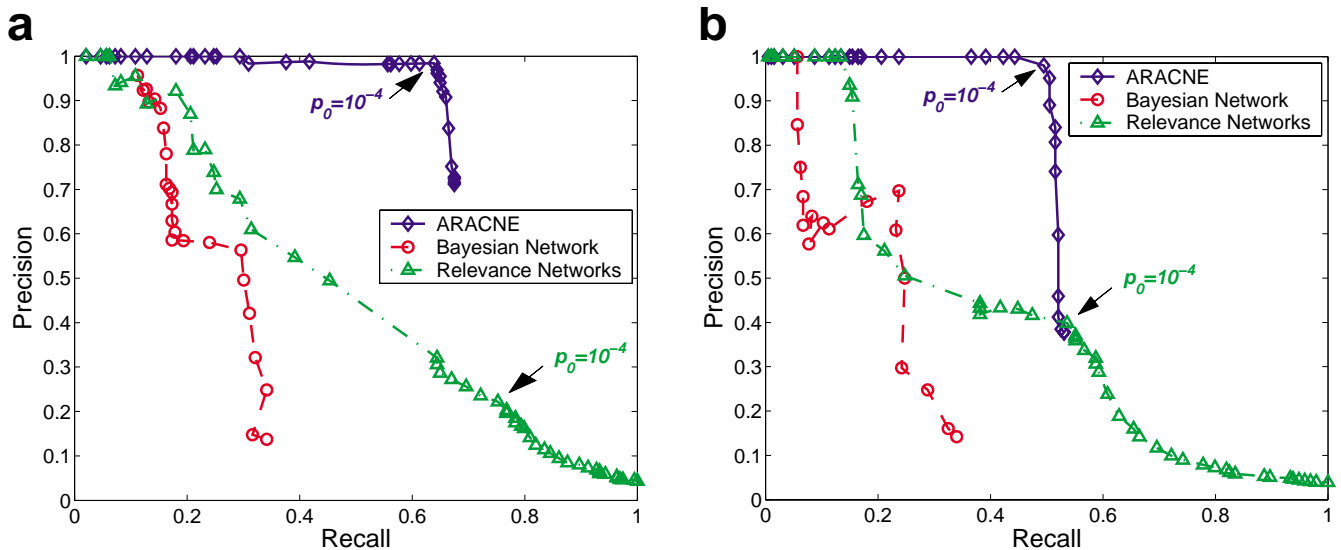 a
1
0.9
0.8
0.7
0.6
0.5
0.4
0.3
0.2
0.1
0
Precision
p0=10−4
ARACNE
Bayesian Network
Relevance Networks
p0=10−4
0 0.2 0.4 0.6 0.8 1
Recall
b
1
0.9
0.8
0.7
0.6
0.5
0.4
0.3
0.2
0.1
0
Precision
ARACNE
Bayesian Network
Relevance Networks
p0=10−4
p0=10−4
0 0.2 0.4 0.6 0.8 1
Recall